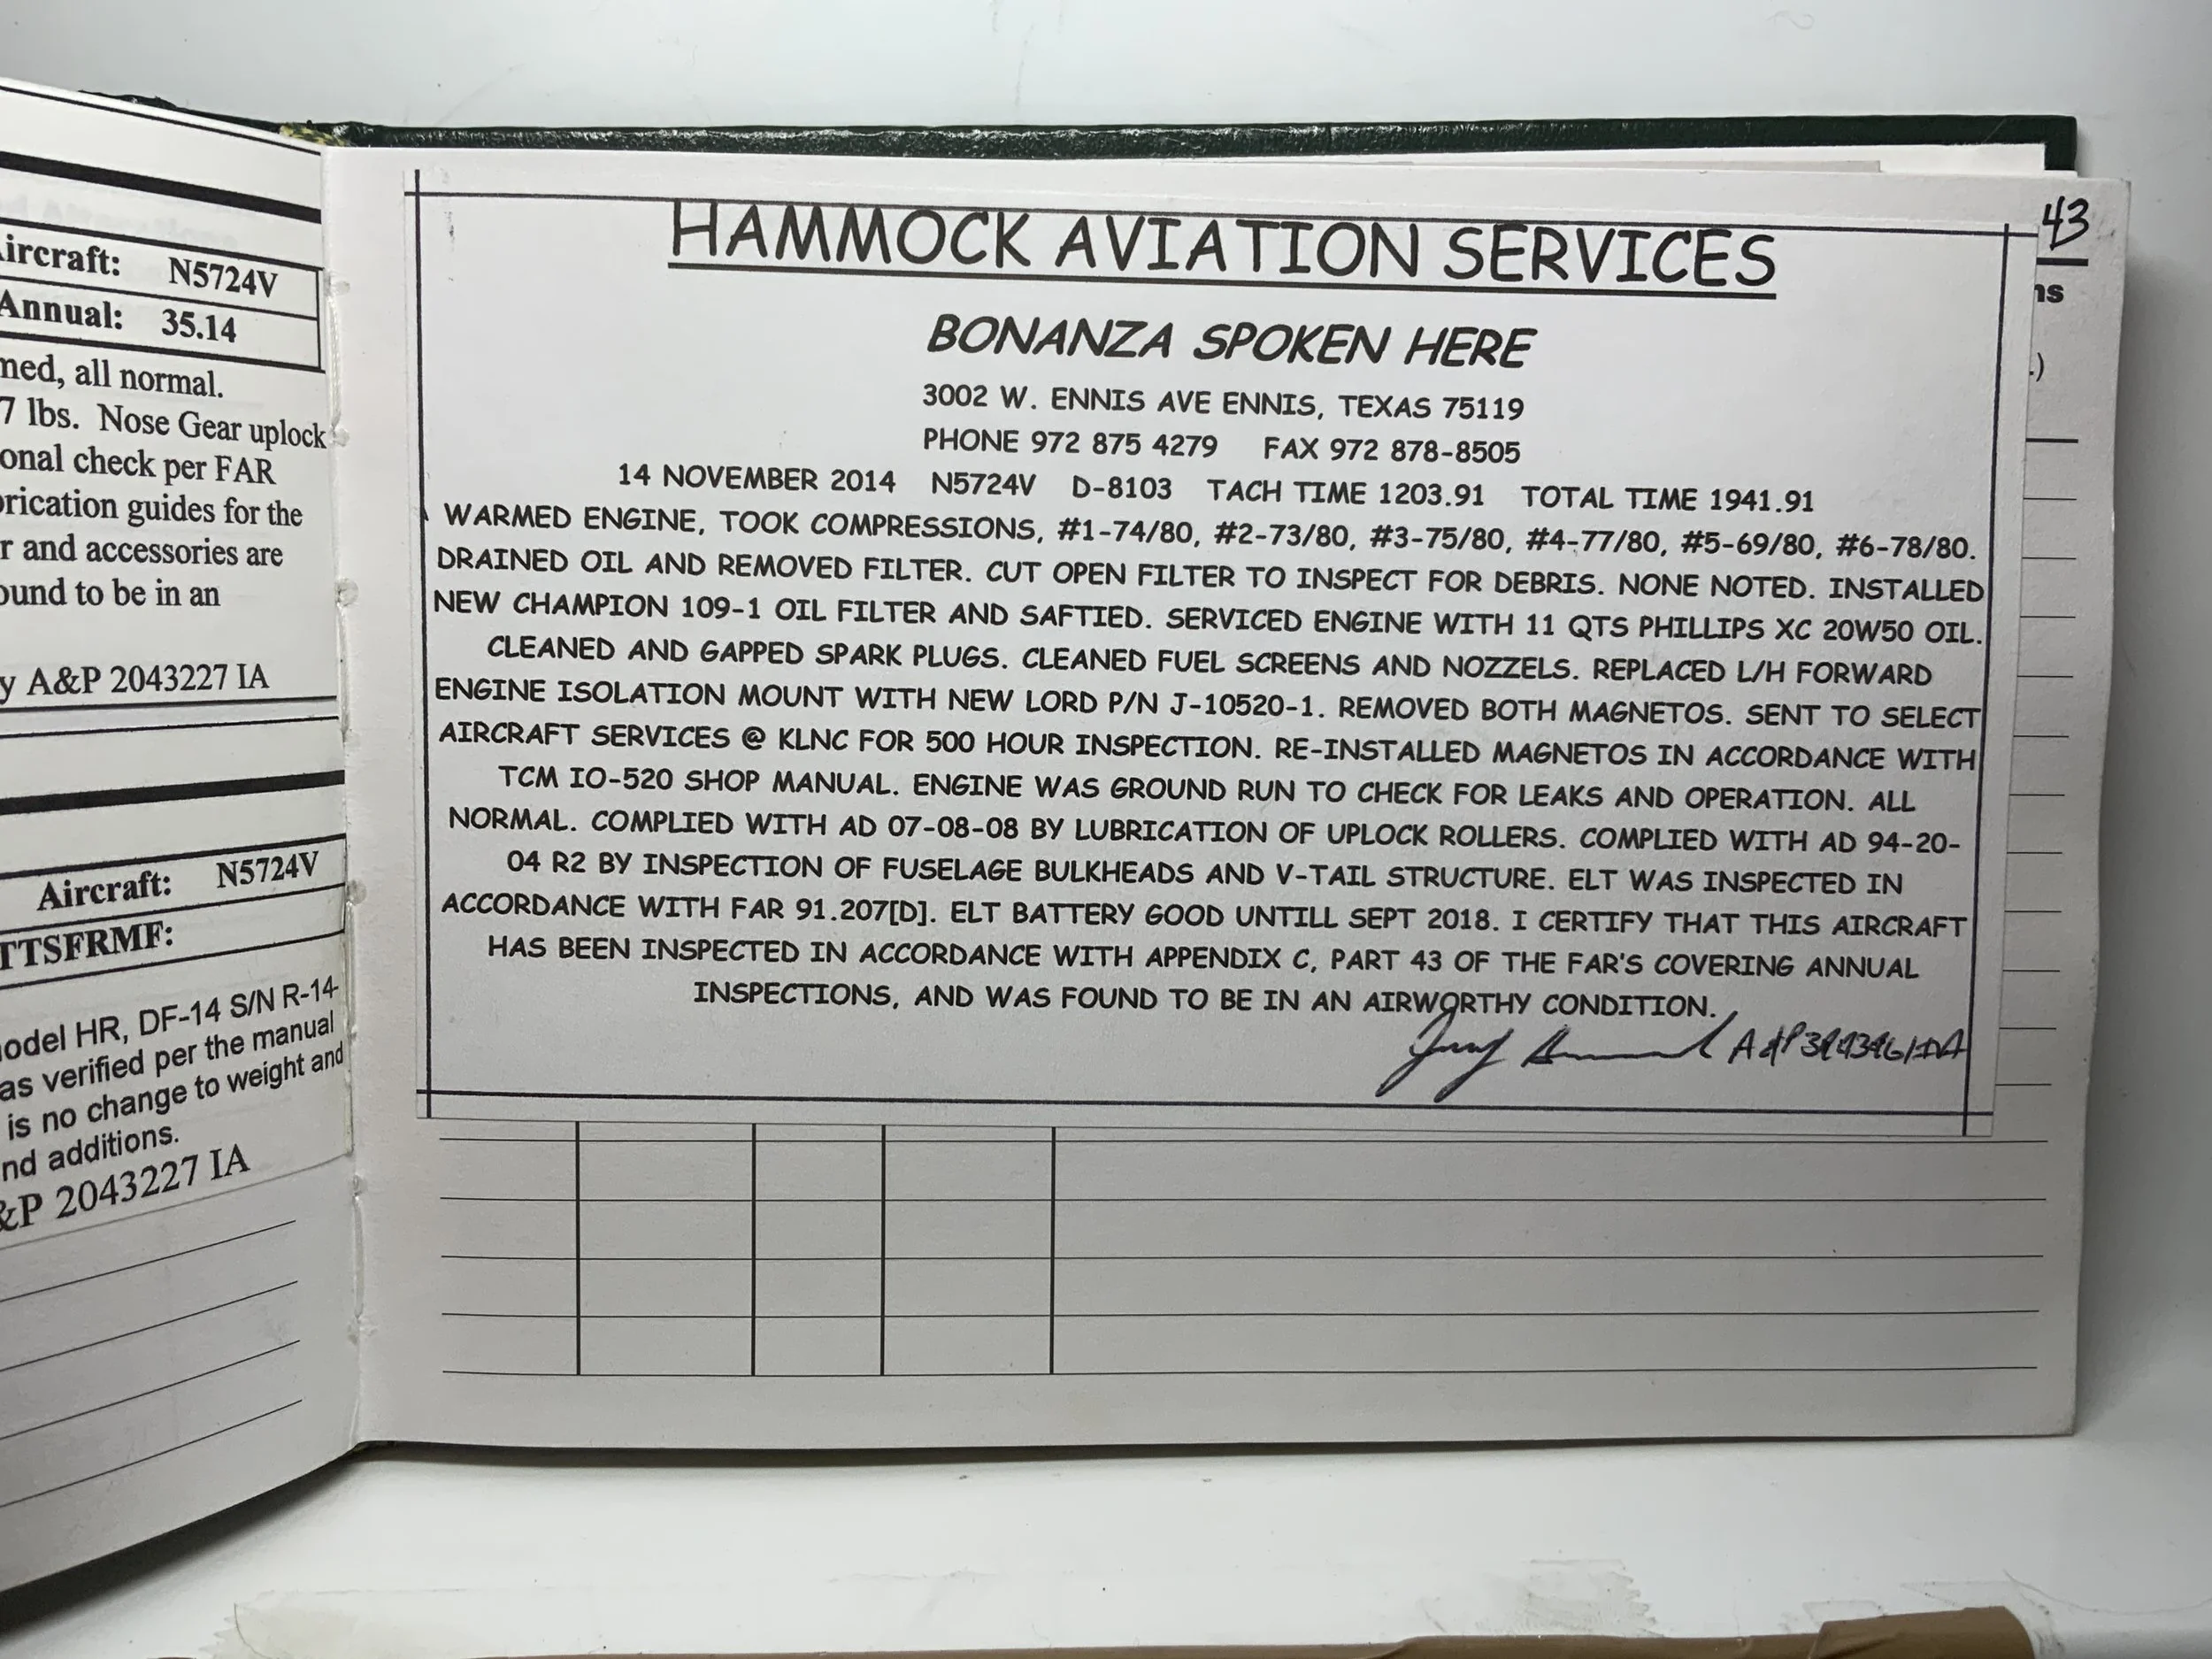 Aircraft: N5724V
Annual: 35.14
med, all normal.
7 lbs. Nose Gear uplock
onal check per FAR
brication guides for the
r and accessories are
ound to be in an
y A&P 2043227 IA
Aircraft: N5724V
TTSFRMF:
model HR, DF-14 S/N R-14-
as verified per the manual
is no change to weight and
nd additions.
&P 2043227 IA
43
ns
.)
HAMMOCK AVIATION SERVICES
BONANZA SPOKEN HERE
3002 W. ENNIS AVE ENNIS, TEXAS 75119
PHONE 972 875 4279 FAX 972 878-8505
14 NOVEMBER 2014 N5724V D-8103 TACH TIME 1203.91 TOTAL TIME 1941.91
WARMED ENGINE, TOOK COMPRESSIONS, #1-74/80, #2-73/80, #3-75/80, #4-77/80, #5-69/80, #6-78/80.
DRAINED OIL AND REMOVED FILTER. CUT OPEN FILTER TO INSPECT FOR DEBRIS. NONE NOTED. INSTALLED
NEW CHAMPION 109-1 OIL FILTER AND SAFTIED. SERVICED ENGINE WITH 11 QTS PHILLIPS XC 20W50 OIL.
CLEANED AND GAPPED SPARK PLUGS. CLEANED FUEL SCREENS AND NOZZELS. REPLACED L/H FORWARD
ENGINE ISOLATION MOUNT WITH NEW LORD P/N J-10520-1. REMOVED BOTH MAGNETOS. SENT TO SELECT
AIRCRAFT SERVICES @ KLNC FOR 500 HOUR INSPECTION. RE-INSTALLED MAGNETOS IN ACCORDANCE WITH
TCM IO-520 SHOP MANUAL. ENGINE WAS GROUND RUN TO CHECK FOR LEAKS AND OPERATION. ALL
NORMAL. COMPLIED WITH AD 07-08-08 BY LUBRICATION OF UPLOCK ROLLERS. COMPLIED WITH AD 94-20-
04 R2 BY INSPECTION OF FUSELAGE BULKHEADS AND V-TAIL STRUCTURE. ELT WAS INSPECTED IN
ACCORDANCE WITH FAR 91.207[D]. ELT BATTERY GOOD UNTILL SEPT 2018. I CERTIFY THAT THIS AIRCRAFT
HAS BEEN INSPECTED IN ACCORDANCE WITH APPENDIX C, PART 43 OF THE FAR'S COVERING ANNUAL
INSPECTIONS, AND WAS FOUND TO BE IN AN AIRWORTHY CONDITION.
A&P